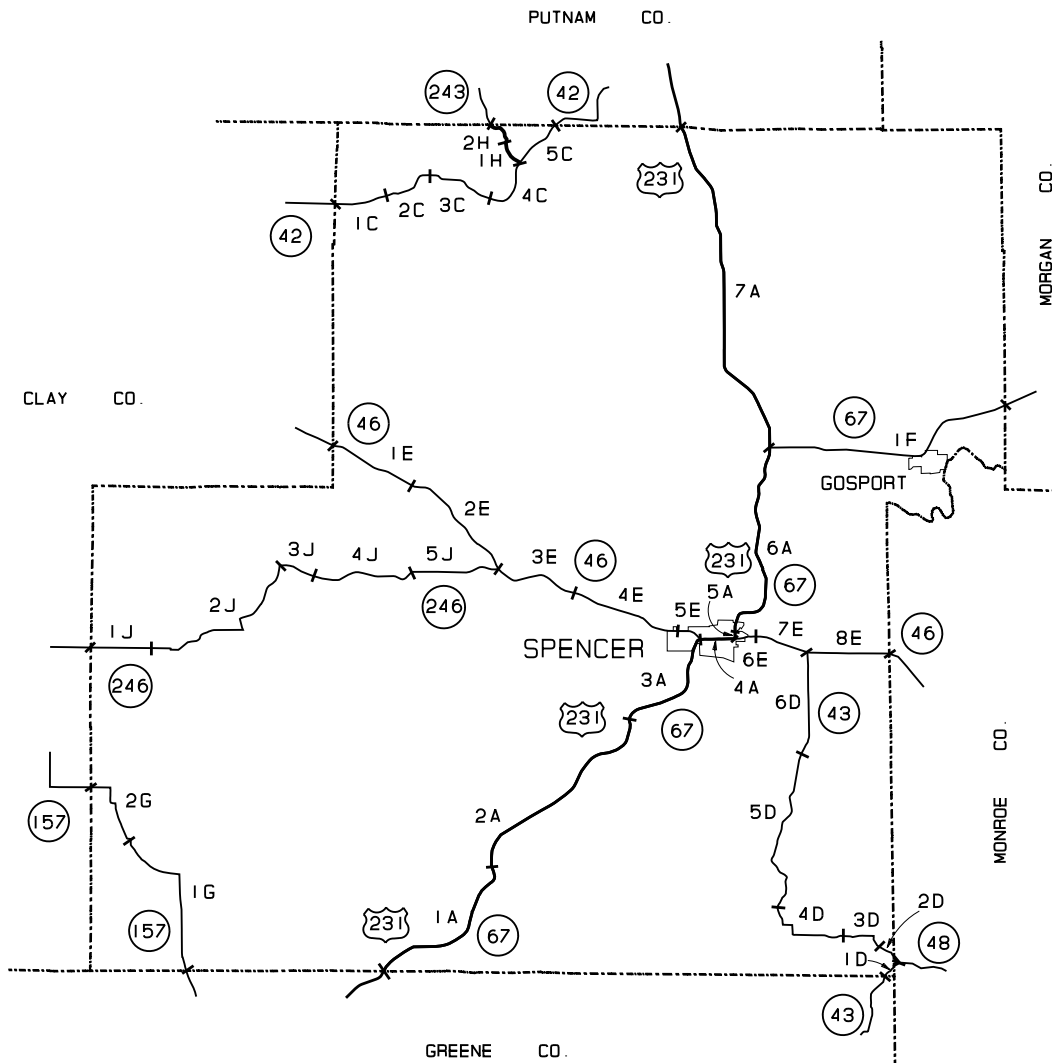 PUTNAM CO.
243
42
2H
1H
5C
231
MORGAN CO.
1C
2C
3C
4C
42
7A
CLAY CO.
46
67
1E
1F
GOSPORT
2E
3J
4J
5J
3E
46
231
6A
67
246
4E
5A
2J
5E
7E
1J
SPENCER
6E
8E
46
246
3A
4A
6D
231
67
43
MONROE CO.
2G
157
2A
5D
1G
157
231
1A
67
4D
3D
2D
48
1D
43
GREENE CO.